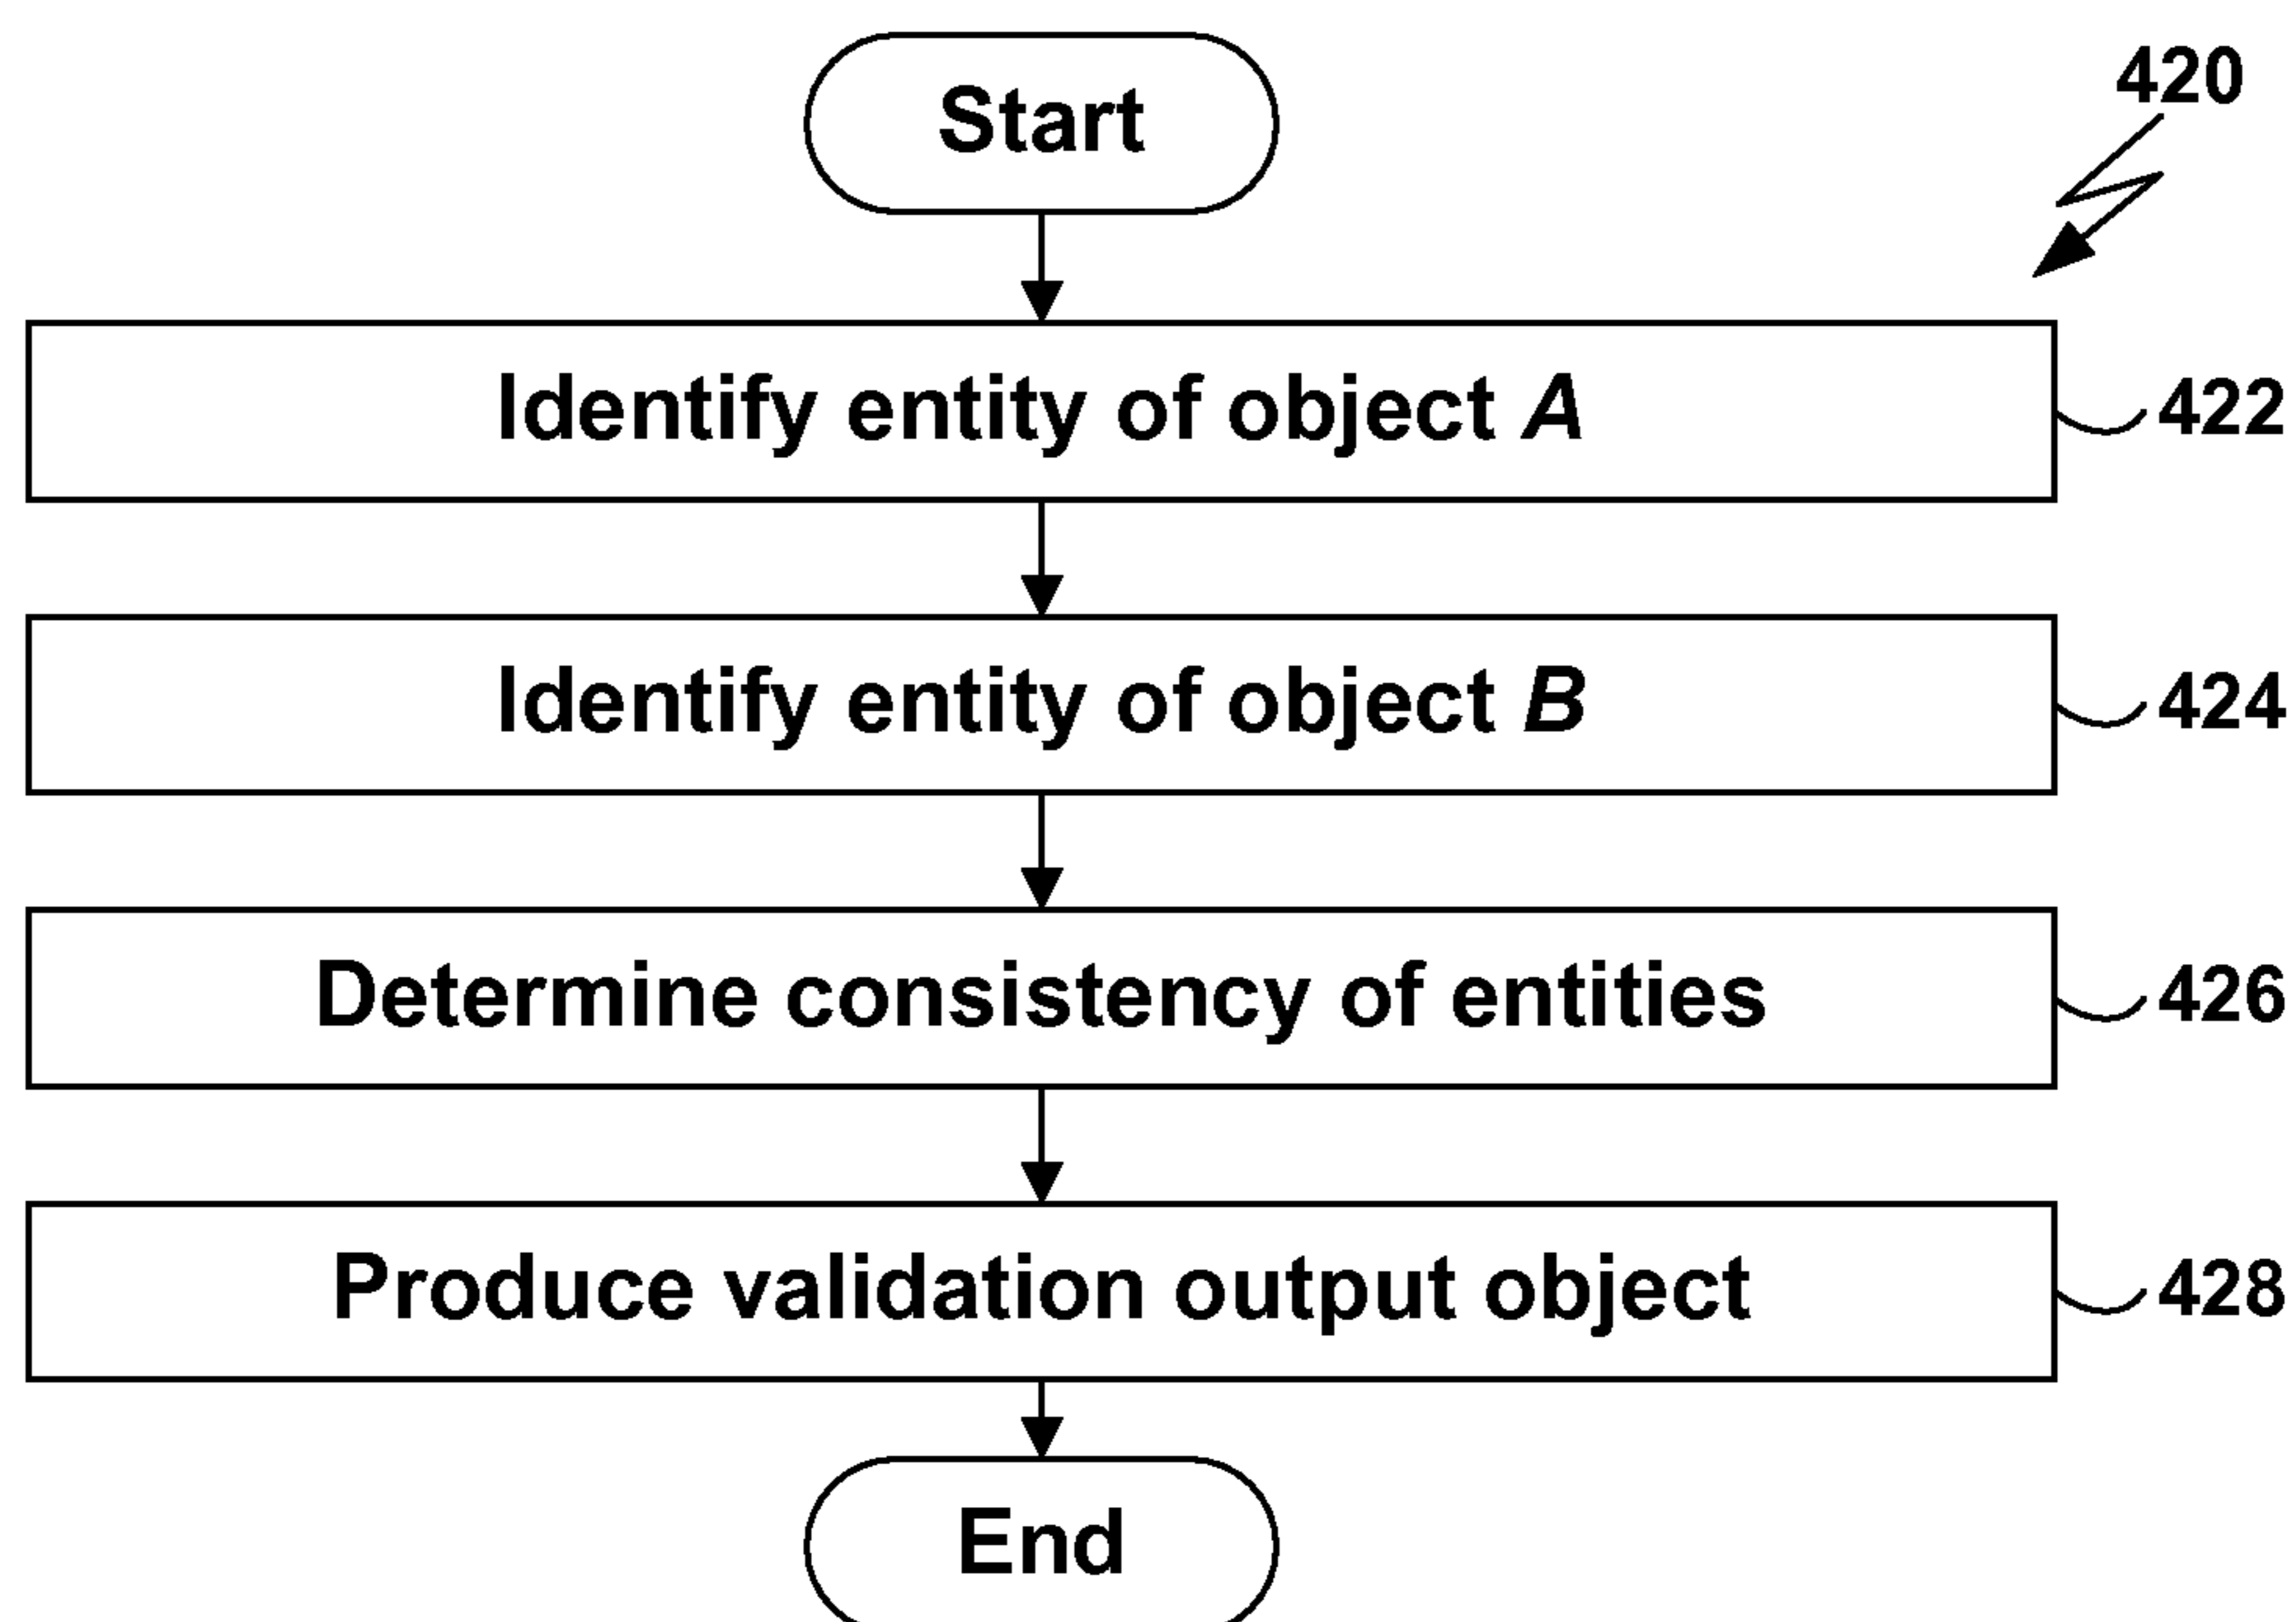 Start
420
Identify entity of object A
422
Identify entity of object B
424
Determine consistency of entities
426
Produce validation output object
428
End